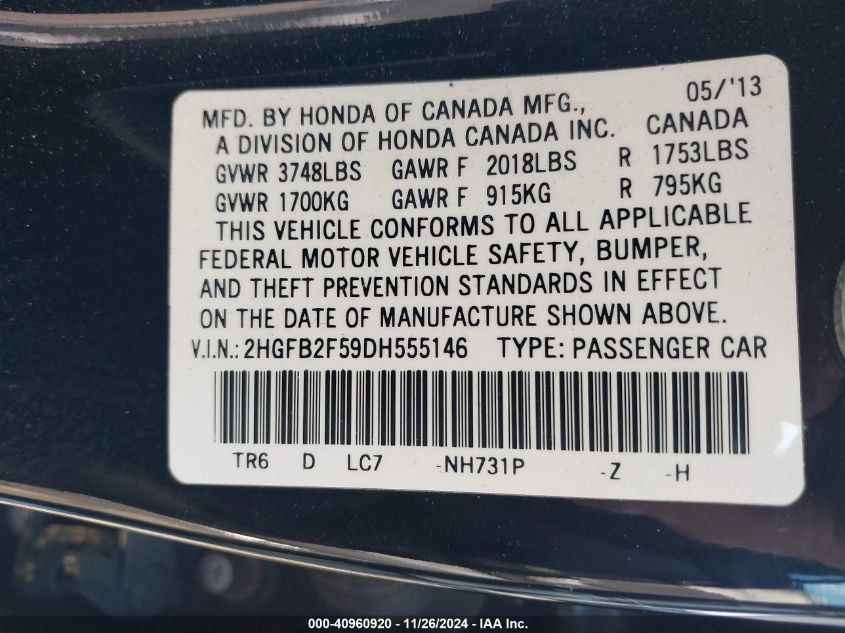 05/'13
MFD. BY HONDA OF CANADA MFG.,
A DIVISION OF HONDA CANADA INC. CANADA
GVWR 3748LBS GAWR F 2018LBS R 1753LBS
GVWR 1700KG GAWR F 915KG R 795KG
THIS VEHICLE CONFORMS TO ALL APPLICABLE
FEDERAL MOTOR VEHICLE SAFETY, BUMPER,
AND THEFT PREVENTION STANDARDS IN EFFECT
ON THE DATE OF MANUFACTURE SHOWN ABOVE.
V.I.N.: 2HGFB2F59DH555146 TYPE: PASSENGER CAR
TR6 D LC7 -NH731P -Z -H
000-40960920 - 11/26/2024 - IAA Inc.